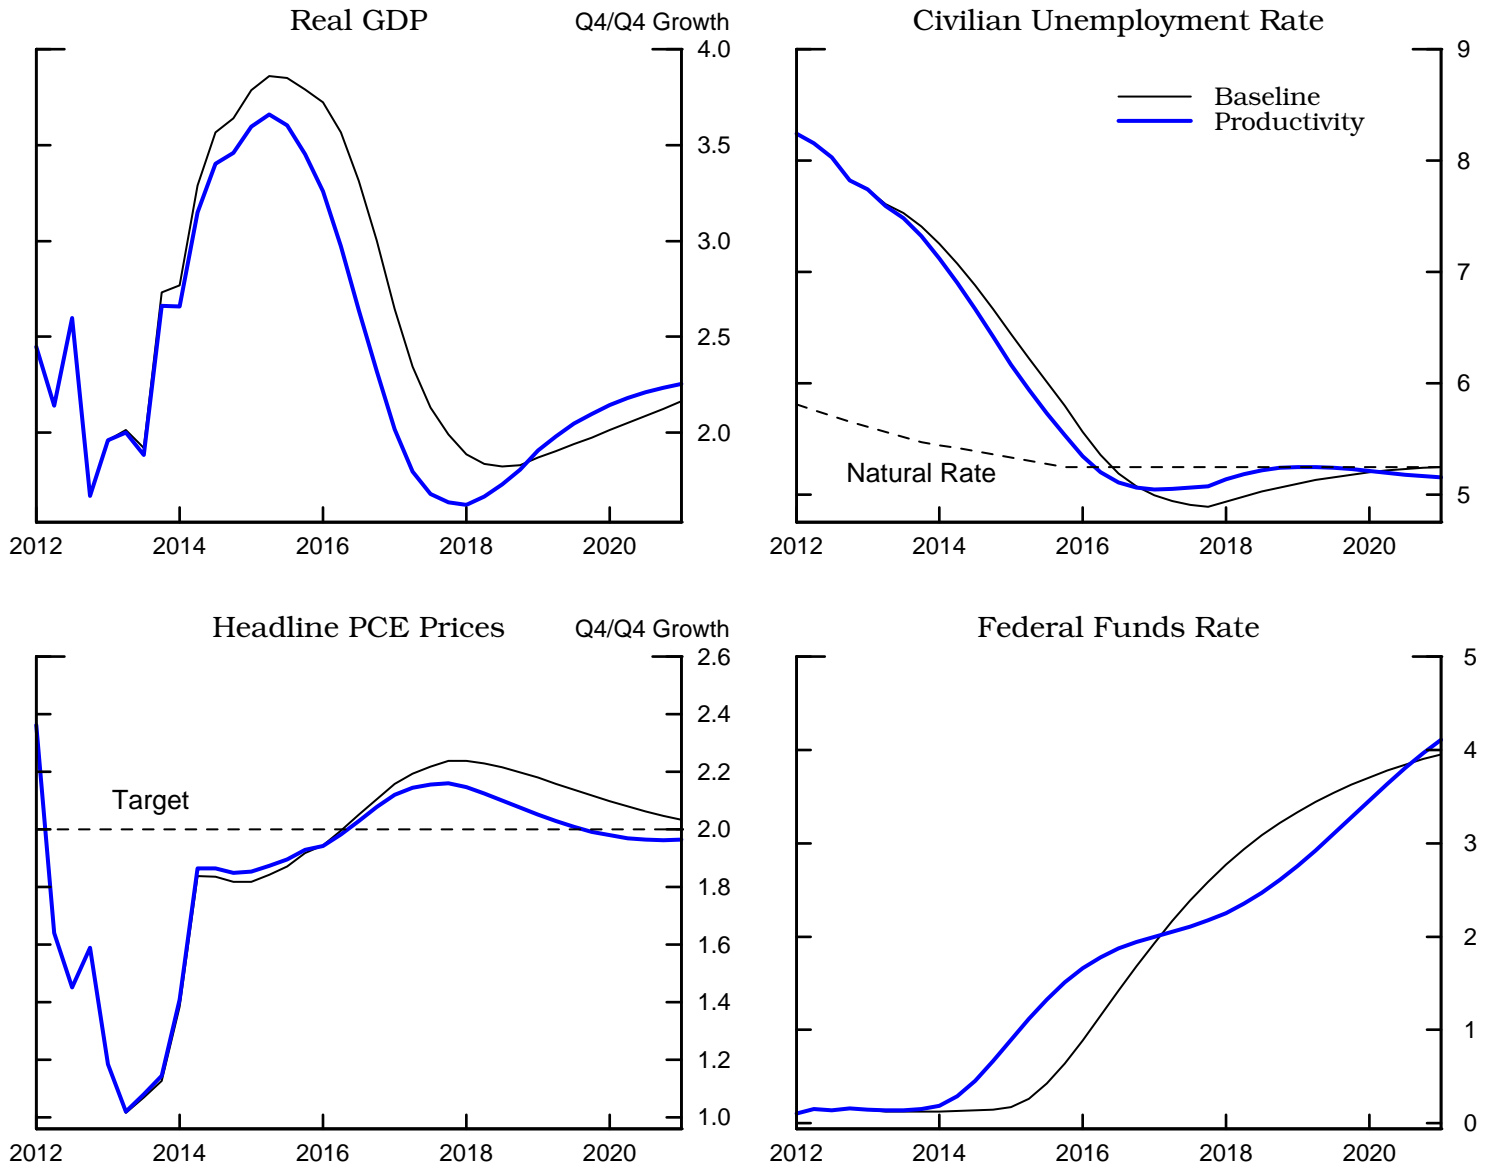 Real GDP
Q4/Q4 Growth
4.0
3.5
3.0
2.5
2.0
2012 2014 2016 2018 2020
Civilian Unemployment Rate
Baseline
Productivity
Natural Rate
9
8
7
6
5
2012 2014 2016 2018 2020
Headline PCE Prices
Q4/Q4 Growth
Target
2.6
2.4
2.2
2.0
1.8
1.6
1.4
1.2
1.0
2012 2014 2016 2018 2020
Federal Funds Rate
5
4
3
2
1
0
2012 2014 2016 2018 2020